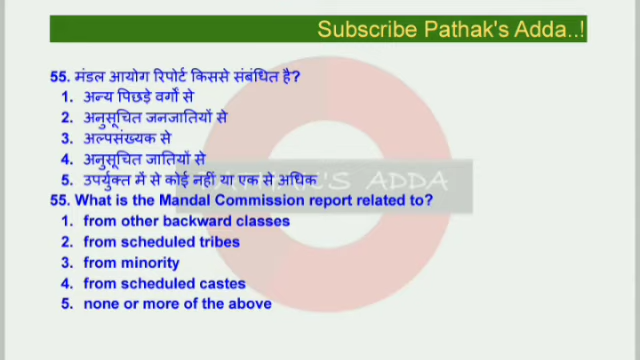 Subscribe Pathak's Adda..!
55. मंडल आयोग रिपोर्ट किससे संबंधित है?
1. अन्य पिछड़े वर्गों से
2. अनुसूचित जनजातियों से
3. अल्पसंख्यक से
4. अनुसूचित जातियों से
5. उपर्युक्त में से कोई नहीं या एक से अधिक
PATHAK'S ADDA
55. What is the Mandal Commission report related to?
1. from other backward classes
2. from scheduled tribes
3. from minority
4. from scheduled castes
5. none or more of the above